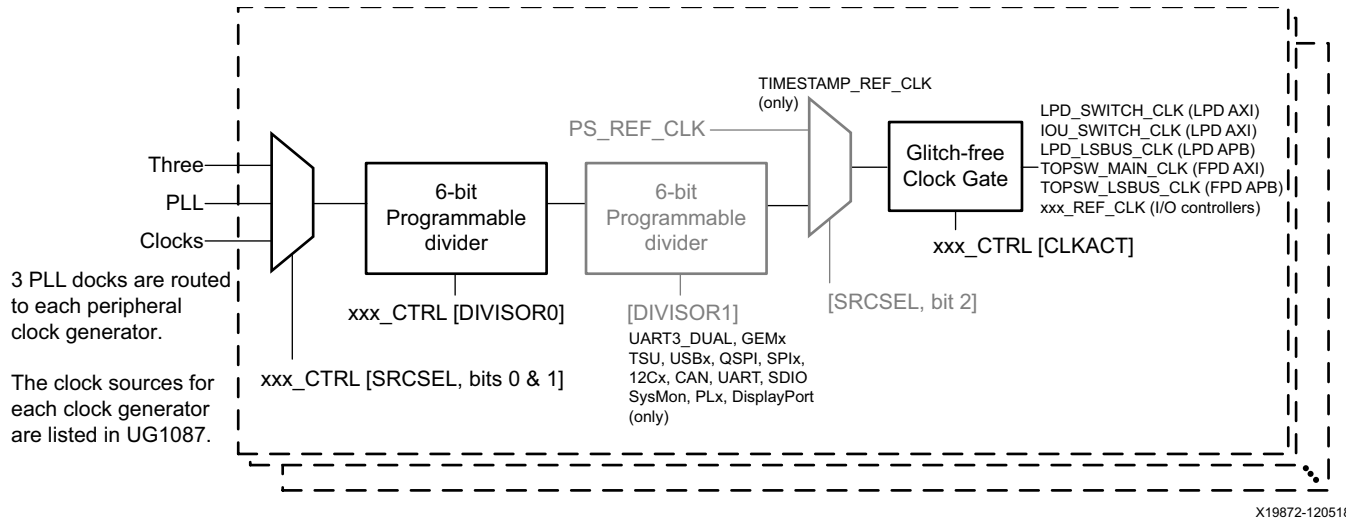 TIMESTAMP_REF_CLK
(only)
PS_REF_CLK
LPD_SWITCH_CLK (LPD AXI)
IOU_SWITCH_CLK (LPD AXI)
LPD_LSBUS_CLK (LPD APB)
TOPSW_MAIN_CLK (FPD AXI)
TOPSW_LSBUS_CLK (FPD APB)
xxx_REF_CLK (I/O controllers)
Three
PLL
Clocks
6-bit
Programmable
divider
6-bit
Programmable
divider
Glitch-free
Clock Gate
xxx_CTRL [CLKACT]
3 PLL docks are routed
to each peripheral
clock generator.
xxx_CTRL [DIVISOR0]
[DIVISOR1]
UART3_DUAL, GEMx
TSU, USBx, QSPI, SPIx,
12Cx, CAN, UART, SDIO
SysMon, PLx, DisplayPort
(only)
[SRCSEL, bit 2]
xxx_CTRL [SRCSEL, bits 0 & 1]
The clock sources for
each clock generator
are listed in UG1087.
X19872-120518